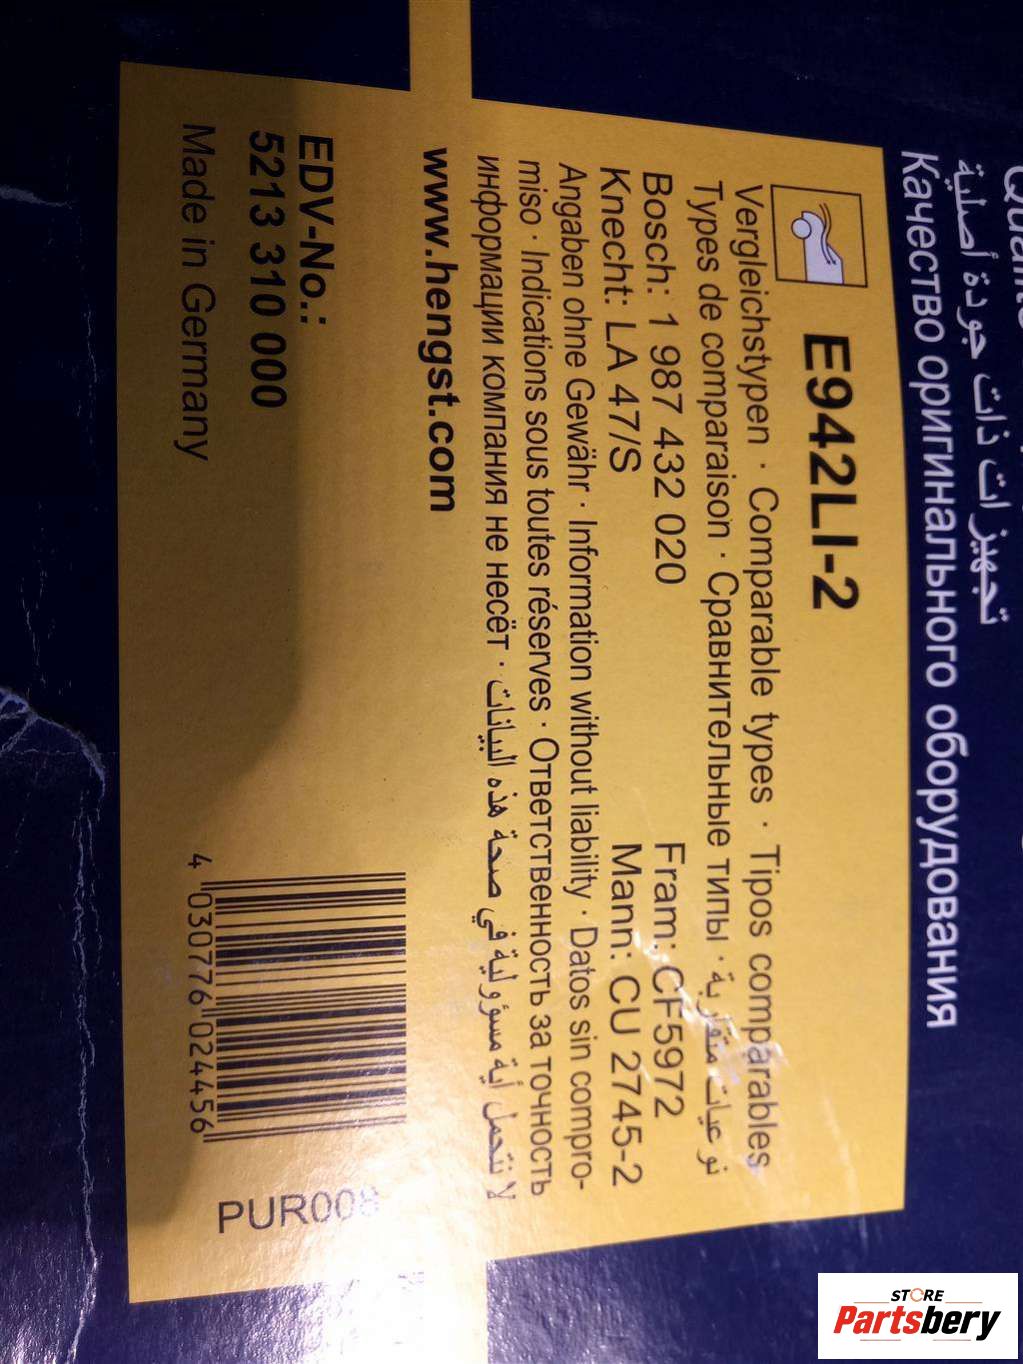 تجهيزات ذات جودة أصلية
Качество оригинального оборудования
E942LI-2
Vergleichstypen · Comparable types · Tipos comparables
Types de comparaison · Сравнительные типы · نوعيات متقاربة
Bosch: 1 987 432 020 Fram: CF5972
Knecht: LA 47/S Mann: CU 2745-2
Angaben ohne Gewähr · Information without liability · Datos sin compro-
miso · Indications sous toutes réserves · Ответственность за точность
информации компания не несёт · لا نتحمل أية مسؤولية في صحة هذه البيانات
www.hengst.com
EDV-No.:
5213 310 000
Made in Germany
4 030776 024456
PUR008
STORE
Partsbery